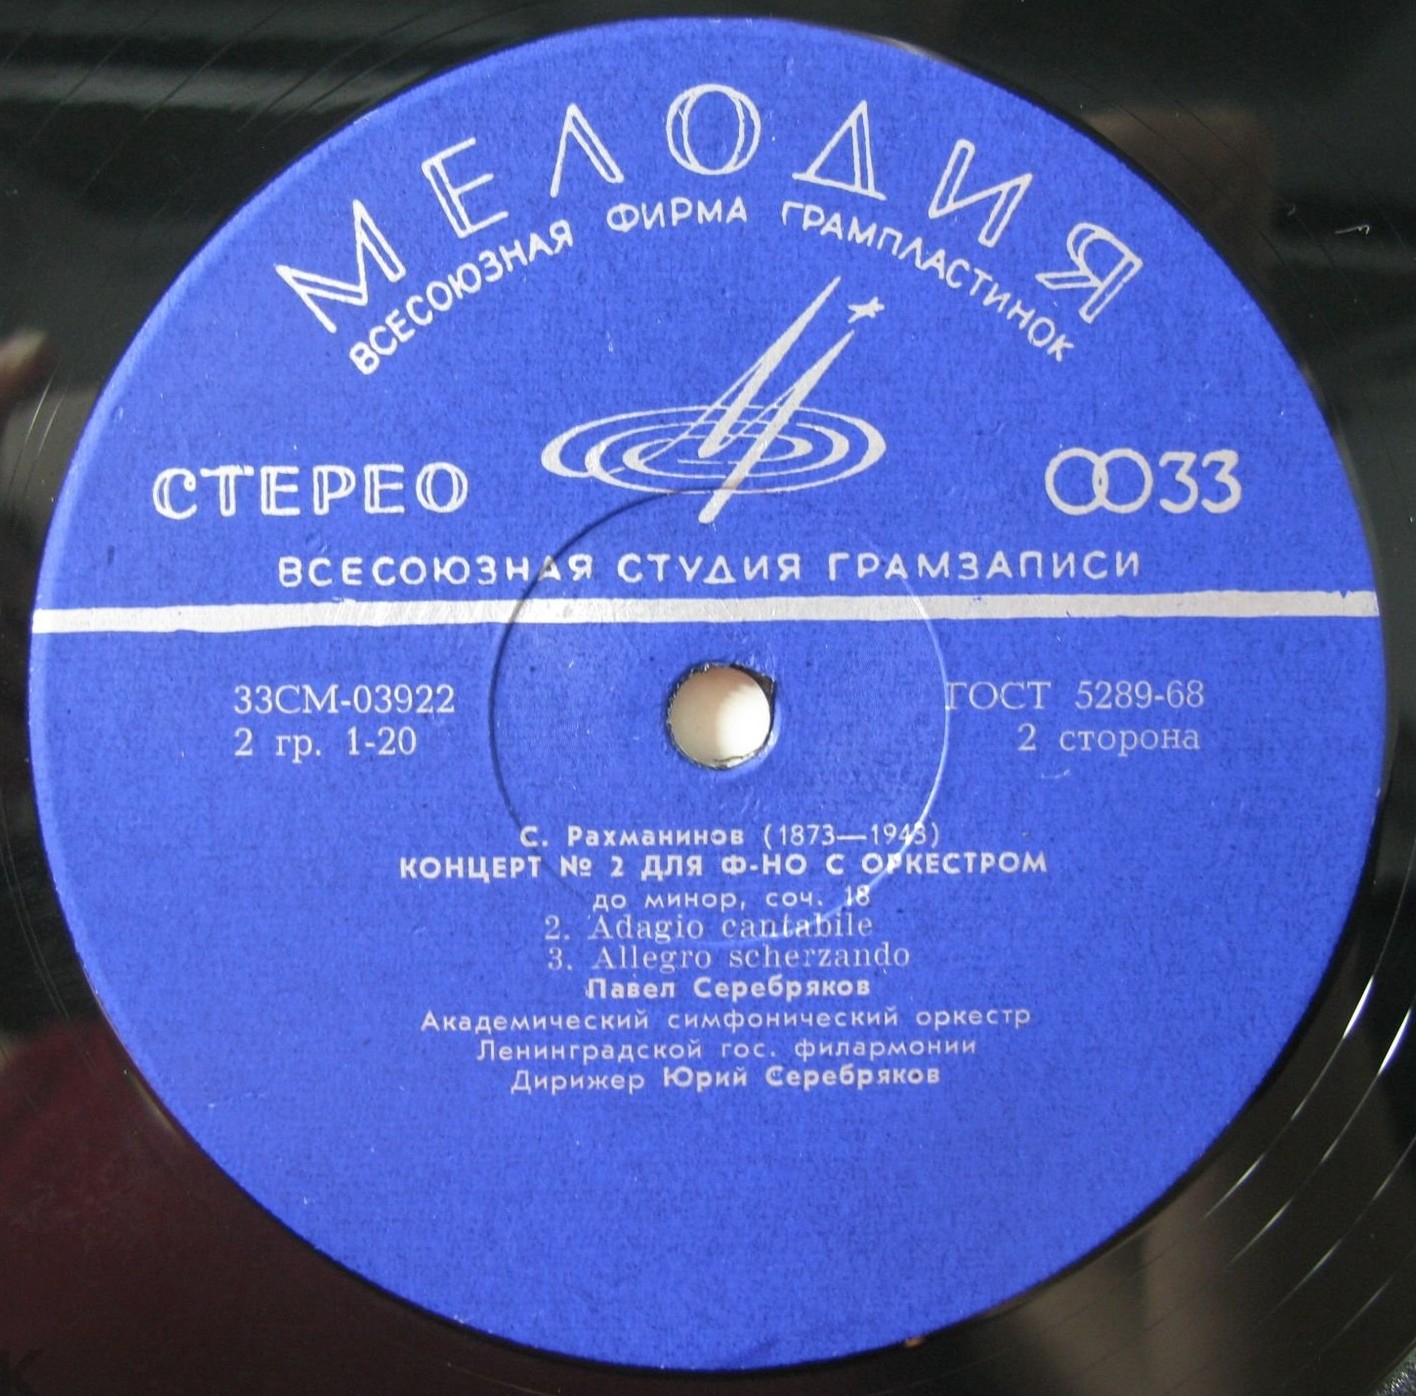 МЕЛОДИЯ
ВСЕСОЮЗНАЯ ФИРМА ГРАМПЛАСТИНОК
СТЕРЕО
33
ВСЕСОЮЗНАЯ СТУДИЯ ГРАМЗАПИСИ
33СМ-03922
ГОСТ 5289-68
2 гр. 1-20
2 сторона
С. Рахманинов (1873—1943)
КОНЦЕРТ № 2 ДЛЯ Ф-НО С ОРКЕСТРОМ
до минор, соч. 18
2. Adagio cantabile
3. Allegro scherzando
Павел Серебряков
Академический симфонический оркестр
Ленинградской гос. филармонии
Дирижер Юрий Серебряков